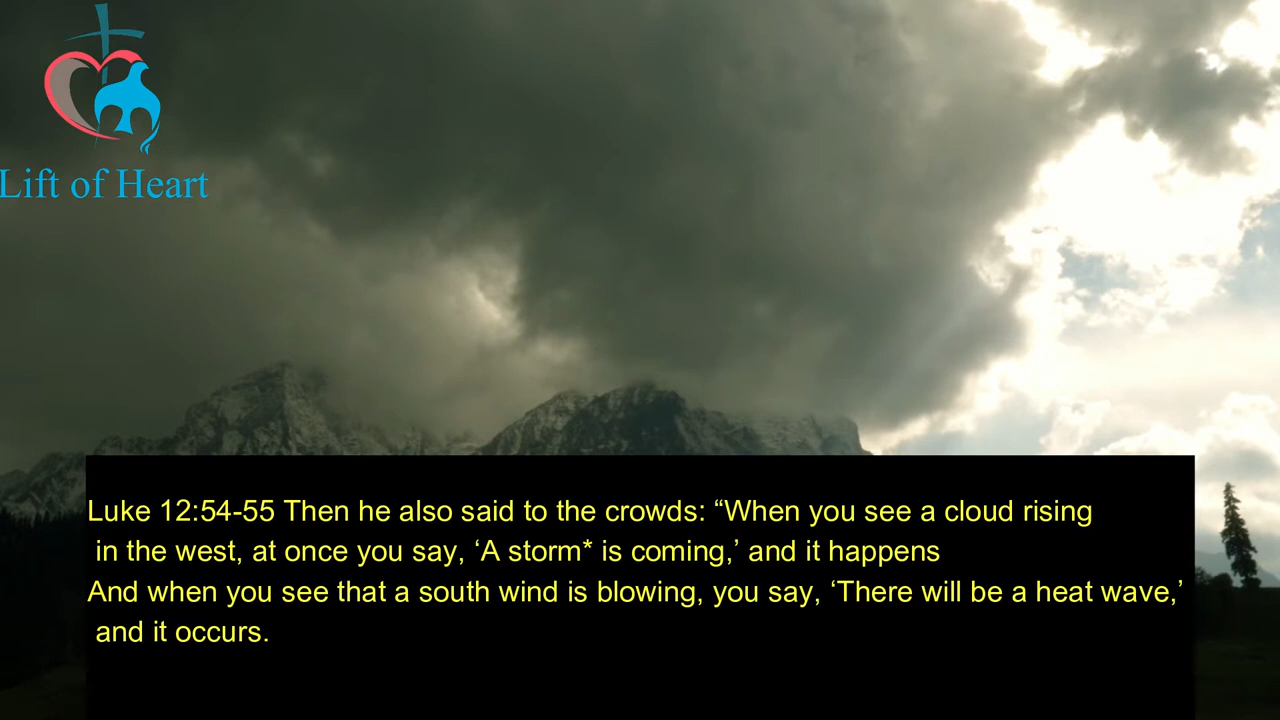 Lift of Heart
Luke 12:54-55 Then he also said to the crowds: “When you see a cloud rising
in the west, at once you say, ‘A storm* is coming,’ and it happens
And when you see that a south wind is blowing, you say, ‘There will be a heat wave,’
and it occurs.